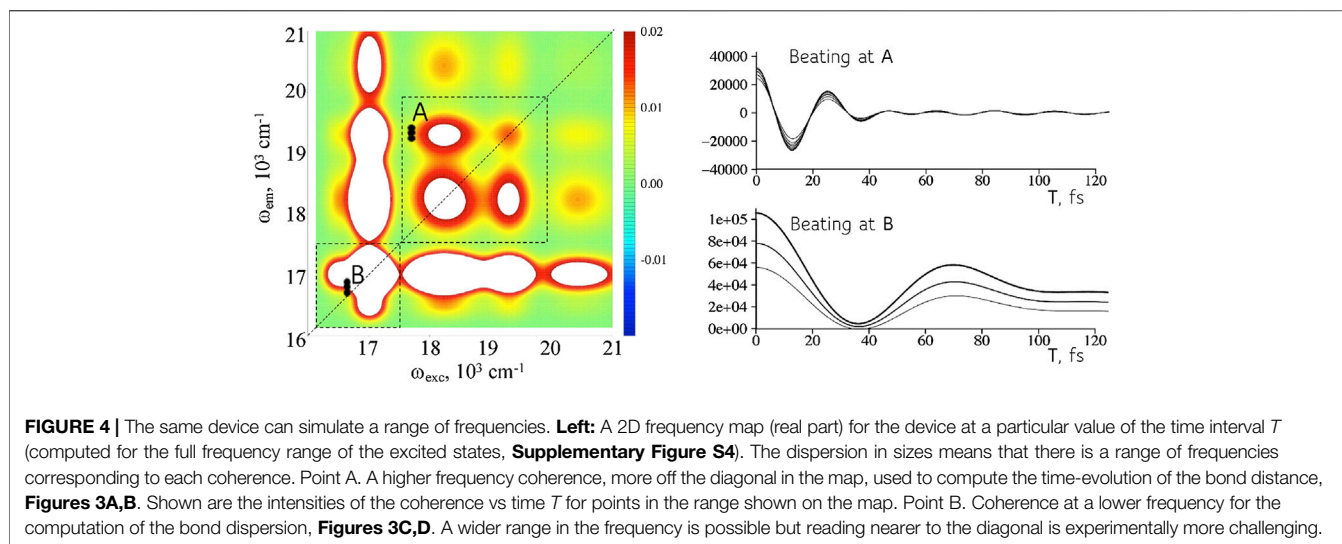 21
20
19
18
17
16
ω_em, 10³ cm⁻¹
A
B
17 18 19 20 21
ω_exc, 10³ cm⁻¹
0.02
0.01
0.00
-0.01
Beating at A
40000
20000
0
−20000
−40000
0 20 40 60 80 100 120
T, fs
Beating at B
1e+05
8e+04
6e+04
4e+04
2e+04
0e+00
0 20 40 60 80 100 120
T, fs
FIGURE 4 | The same device can simulate a range of frequencies. Left: A 2D frequency map (real part) for the device at a particular value of the time interval T
(computed for the full frequency range of the excited states, Supplementary Figure S4). The dispersion in sizes means that there is a range of frequencies
corresponding to each coherence. Point A. A higher frequency coherence, more off the diagonal in the map, used to compute the time-evolution of the bond distance,
Figures 3A,B. Shown are the intensities of the coherence vs time T for points in the range shown on the map. Point B. Coherence at a lower frequency for the
computation of the bond dispersion, Figures 3C,D. A wider range in the frequency is possible but reading nearer to the diagonal is experimentally more challenging.